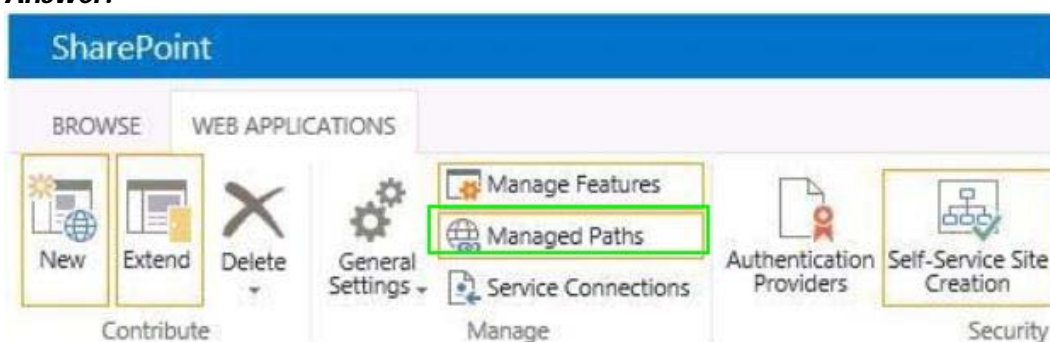 Answer:
SharePoint
BROWSE WEB APPLICATIONS
New
Extend
Delete
General Settings
Manage Features
Managed Paths
Service Connections
Authentication Providers
Self-Service Site Creation
Contribute
Manage
Security